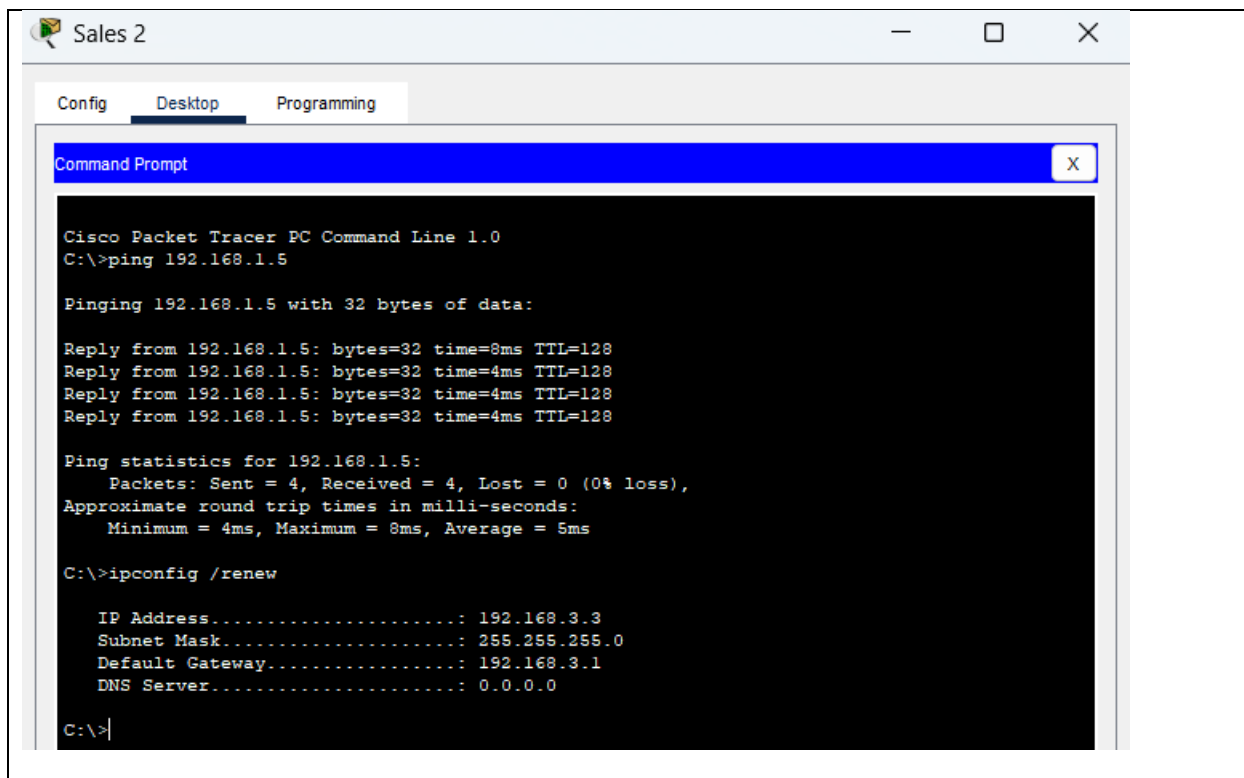 Sales 2
Config Desktop Programming
Command Prompt X
Cisco Packet Tracer PC Command Line 1.0
C:\>ping 192.168.1.5
Pinging 192.168.1.5 with 32 bytes of data:
Reply from 192.168.1.5: bytes=32 time=8ms TTL=128
Reply from 192.168.1.5: bytes=32 time=4ms TTL=128
Reply from 192.168.1.5: bytes=32 time=4ms TTL=128
Reply from 192.168.1.5: bytes=32 time=4ms TTL=128
Ping statistics for 192.168.1.5:
Packets: Sent = 4, Received = 4, Lost = 0 (0% loss),
Approximate round trip times in milli-seconds:
Minimum = 4ms, Maximum = 8ms, Average = 5ms
C:\>ipconfig /renew
IP Address......................: 192.168.3.3
Subnet Mask.....................: 255.255.255.0
Default Gateway.................: 192.168.3.1
DNS Server......................: 0.0.0.0
C:\>